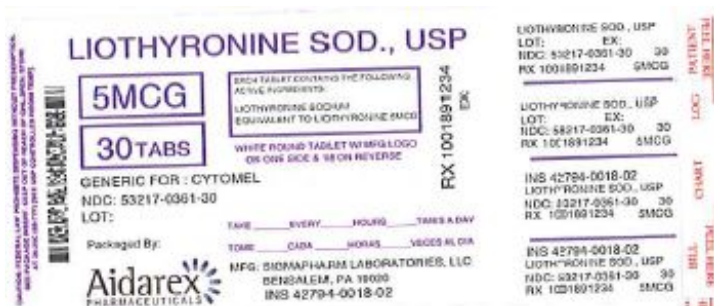 LIOTHYRONINE SOD., USP
5MCG
30TABS
EACH TABLET CONTAINS THE FOLLOWING
ACTIVE INGREDIENTS:
LIOTHYRONINE SODIUM
EQUIVALENT TO LIOTHYRONINE 5MCG
WHITE ROUND TABLET W/ MFG LOGO
ON ONE SIDE & ON REVERSE
GENERIC FOR : CYTOMEL
NDC: 53217-0361-30
LOT:
Packaged By:
Aidarex
PHARMACEUTICALS
TAKE EVERY HOURS TIMES A DAY
TOME CADA HORAS VECES AL DIA
MFG: SIGMAPHARM LABORATORIES, LLC
BENSALEM, PA 19020
INS 42794-0018-02
RX 1001891234
EX:
LIOTHYRONINE SOD., USP
LOT: EX:
NDC: 53217-0361-30 30
RX 1001891234 5MCG
LIOTHYRONINE SOD., USP
LOT: EX:
NDC: 53217-0361-30 30
RX 1001891234 5MCG
INS 42794-0018-02
LIOTHYRONINE SOD., USP
NDC: 53217-0361-30 30
RX 1001891234 5MCG
INS 42794-0018-02
LIOTHYRONINE SOD., USP
NDC: 53217-0361-30 30
RX 1001891234 5MCG
PEEL HERE
PATIENT
LOG
CHART
BILL
PEEL HERE